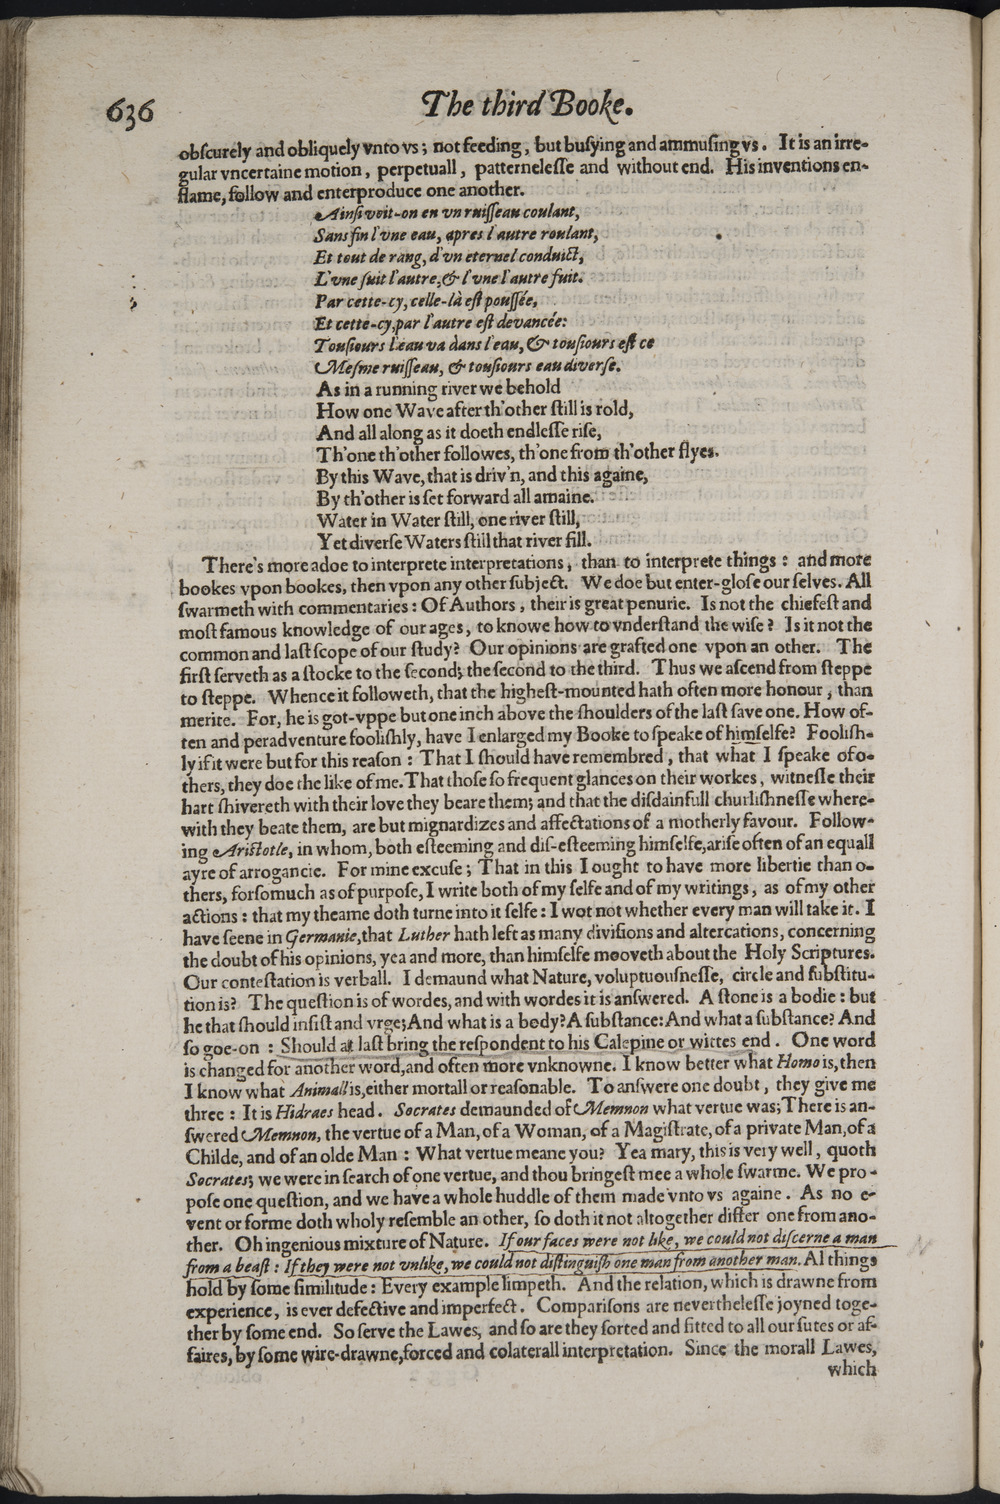 636
The third Booke.
obſcurely and obliquely vnto vs; not feeding, but buſying and ammuſing vs. It is an irre-
gular vncertaine motion, perpetuall, patterneleſſe and without end. His inventions en-
flame, follow and enterproduce one another.
Ainſi voit-on en vn ruiſſeau coulant,
Sans fin l'vne eau, apres l'autre roulant,
Et tout de rang, d'vn eternel conduict,
L'vne ſuit l'autre, & l'vne l'autre fuit.
Par cette-cy, celle-là eſt pouſſée,
Et cette-cy, par l'autre eſt devancée:
Touſiours l'eau va dans l'eau, & touſiours eſt ce
Meſme ruiſſeau, & touſiours eau diverſe.
As in a running river we behold
How one Wave after th'other ſtill is rold,
And all along as it doeth endleſſe riſe,
Th'one th'other followes, th'one from th'other flyes.
By this Wave, that is driv'n, and this againe,
By th'other is ſet forward all amaine.
Water in Water ſtill, one river ſtill,
Yet diverſe Waters ſtill that river fill.
There's more adoe to interprete interpretations, than to interprete things: and more
bookes vpon bookes, then vpon any other ſubject. We doe but enter-gloſe our ſelves. All
ſwarmeth with commentaries: Of Authors, their is great penurie. Is not the chiefeſt and
moſt famous knowledge of our ages, to knowe how to vnderſtand the wiſe? Is it not the
common and laſt ſcope of our ſtudy? Our opinions are grafted one vpon an other. The
firſt ſerveth as a ſtocke to the ſecond; the ſecond to the third. Thus we aſcend from ſteppe
to ſteppe. Whence it followeth, that the higheſt-mounted hath often more honour, than
merite. For, he is got-vppe but one inch above the ſhoulders of the laſt ſave one. How of-
ten and peradventure fooliſhly, have I enlarged my Booke to ſpeake of himſelfe? Fooliſh-
ly if it were but for this reaſon: That I ſhould have remembred, that what I ſpeake of o-
thers, they doe the like of me. That thoſe ſo frequent glances on their workes, witneſſe their
hart ſhivereth with their love they beare them; and that the diſdainfull churliſhneſſe where-
with they beate them, are but mignardizes and affectations of a motherly favour. Follow-
ing Ariſtotle, in whom, both eſteeming and diſ-eſteeming himſelfe, ariſe often of an equall
ayre of arrogancie. For mine excuſe; That in this I ought to have more libertie than o-
thers, forſomuch as of purpoſe, I write both of my ſelfe and of my writings, as of my other
actions: that my theame doth turne into it ſelfe: I wot not whether every man will take it. I
have ſeene in Germanie, that Luther hath left as many diviſions and altercations, concerning
the doubt of his opinions, yea and more, than himſelfe mooveth about the Holy Scriptures.
Our conteſtation is verball. I demaund what Nature, voluptuouſneſſe, circle and ſubſtitu-
tion is? The queſtion is of wordes, and with wordes it is anſwered. A ſtone is a bodie: but
he that ſhould inſiſt and vrge; And what is a body? A ſubſtance: And what a ſubſtance? And
ſo goe-on: Should at laſt bring the reſpondent to his Calepine or wittes end. One word
is changed for another word, and often more vnknowne. I know better what Homo is, then
I know what Animall is, either mortall or reaſonable. To anſwere one doubt, they give me
three: It is Hidraes head. Socrates demaunded of Memnon what vertue was; There is an-
ſwered Memnon, the vertue of a Man, of a Woman, of a Magiſtrate, of a private Man, of a
Childe, and of an olde Man: What vertue meane you? Yea mary, this is very well, quoth
Socrates; we were in ſearch of one vertue, and thou bringeſt mee a whole ſwarme. We pro-
poſe one queſtion, and we have a whole huddle of them made vnto vs againe. As no e-
vent or forme doth wholy reſemble an other, ſo doth it not altogether differ one from ano-
ther. Oh ingenious mixture of Nature. If our faces were not like, we could not diſcerne a man
from a beaſt: If they were not vnlike, we could not diſtinguiſh one man from another man. Al things
hold by ſome ſimilitude: Every example limpeth. And the relation, which is drawne from
experience, is ever defective and imperfect. Compariſons are nevertheleſſe joyned toge-
ther by ſome end. So ſerve the Lawes, and ſo are they ſorted and fitted to all our ſutes or af-
faires, by ſome wire-drawne, forced and colaterall interpretation. Since the morall Lawes,
which